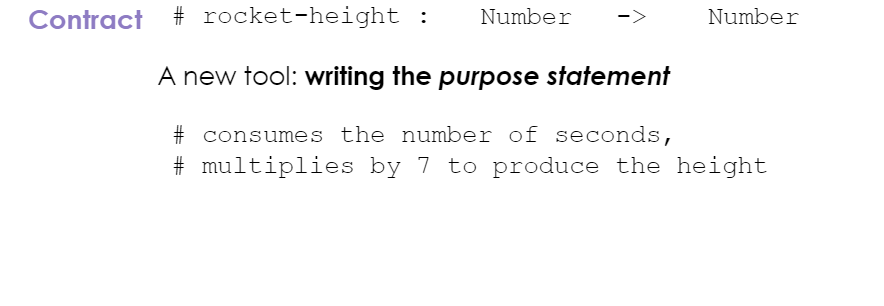 Contract # rocket-height : Number -> Number
A new tool: writing the purpose statement
# consumes the number of seconds,
# multiplies by 7 to produce the height